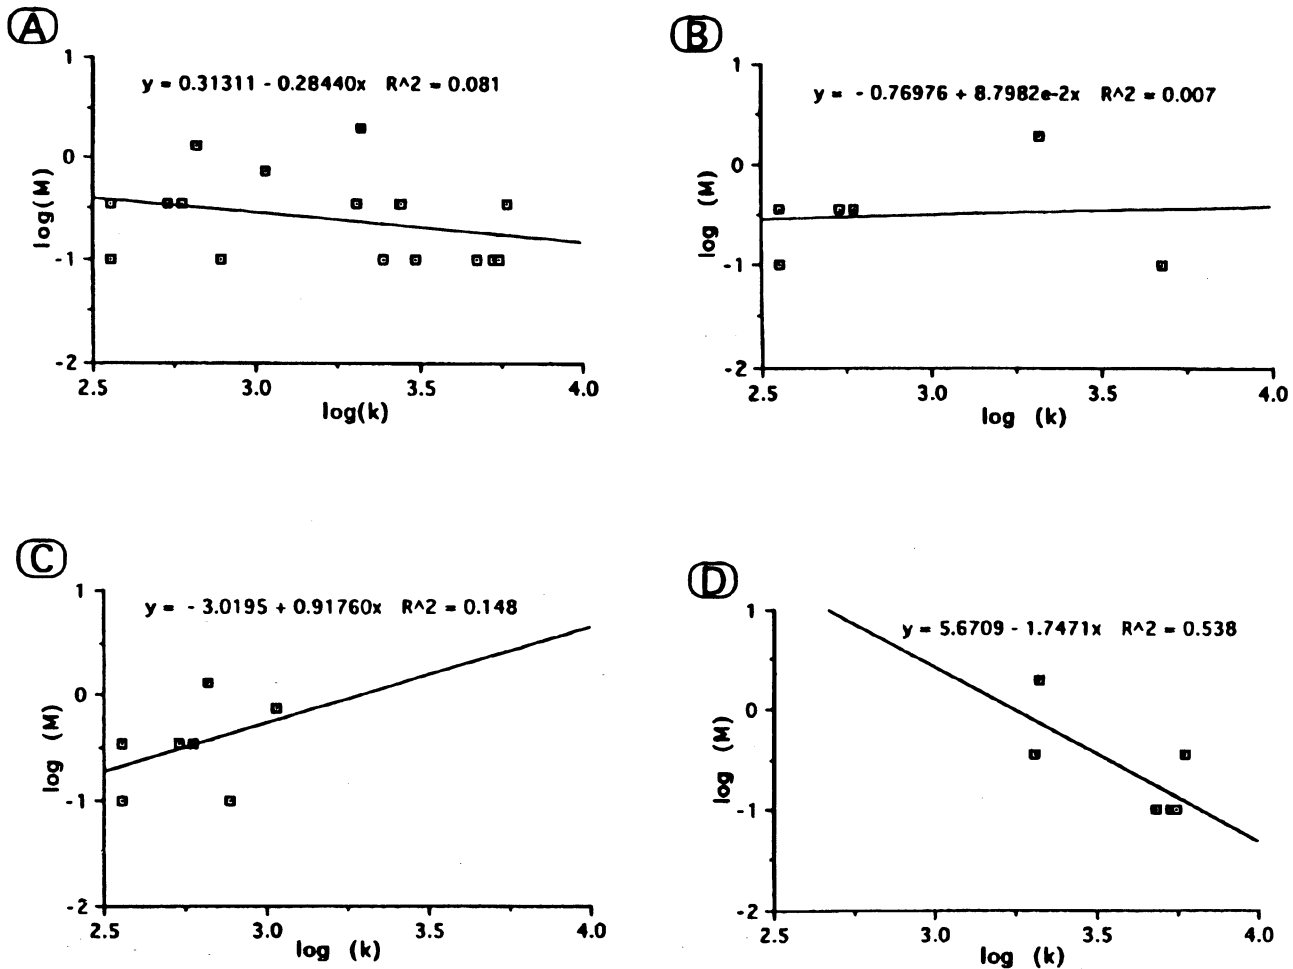 A
y = 0.31311 - 0.28440x R^2 = 0.081
1
0
-1
-2
log(M)
2.5 3.0 3.5 4.0
log(k)
B
y = - 0.76976 + 8.7982e-2x R^2 = 0.007
1
0
-1
-2
log (M)
2.5 3.0 3.5 4.0
log (k)
C
y = - 3.0195 + 0.91760x R^2 = 0.148
1
0
-1
-2
log (M)
2.5 3.0 3.5 4.0
log (k)
D
y = 5.6709 - 1.7471x R^2 = 0.538
1
0
-1
-2
log (M)
2.5 3.0 3.5 4.0
log (k)